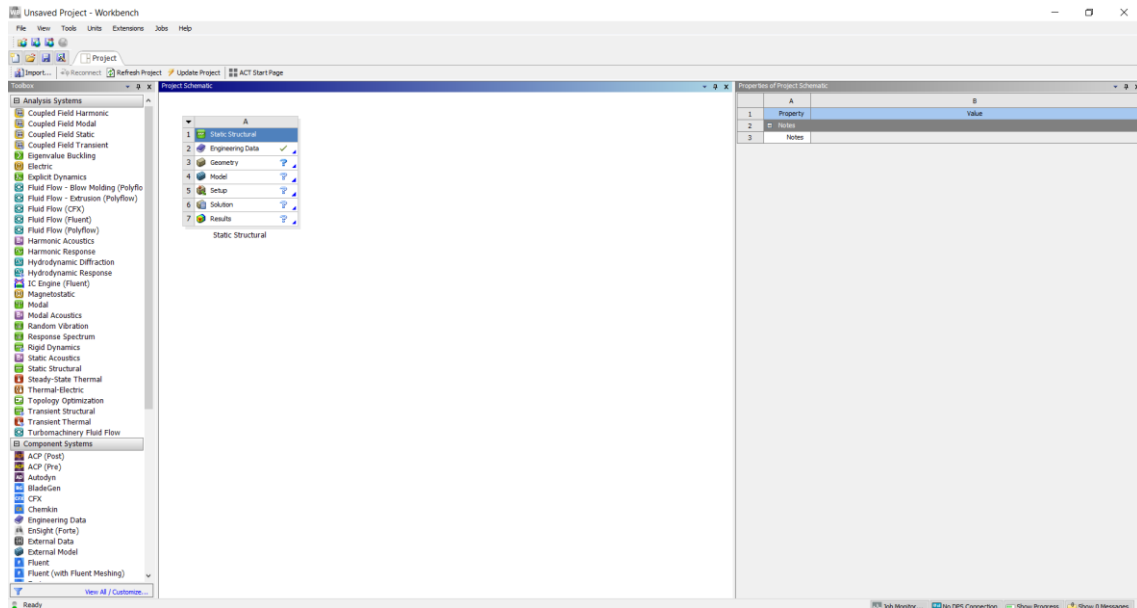 Unsaved Project - Workbench
File View Tools Units Extensions Jobs Help
Project
Import... Reconnect Refresh Project Update Project ACT Start Page
Toolbox
Analysis Systems
Coupled Field Harmonic
Coupled Field Modal
Coupled Field Static
Coupled Field Transient
Eigenvalue Buckling
Electric
Explicit Dynamics
Fluid Flow - Blow Molding (Polyflo
Fluid Flow - Extrusion (Polyflow)
Fluid Flow (CFX)
Fluid Flow (Fluent)
Fluid Flow (Polyflow)
Harmonic Acoustics
Harmonic Response
Hydrodynamic Diffraction
Hydrodynamic Response
IC Engine (Fluent)
Magnetostatic
Modal
Modal Acoustics
Random Vibration
Response Spectrum
Rigid Dynamics
Static Acoustics
Static Structural
Steady-State Thermal
Thermal-Electric
Topology Optimization
Transient Structural
Transient Thermal
Turbomachinery Fluid Flow
Component Systems
ACP (Post)
ACP (Pre)
Autodyn
BladeGen
CFX
Chemkin
Engineering Data
EnSight (Forte)
External Data
External Model
Fluent
Fluent (with Fluent Meshing)
View All / Customize...
Project Schematic
A
1 Static Structural
2 Engineering Data
3 Geometry ?
4 Model ?
5 Setup ?
6 Solution ?
7 Results ?
Static Structural
Properties of Project Schematic
A B
1 Property Value
2 Notes
3 Notes
Ready
Job Monitor... No DPS Connection Show Progress Show 0 Messages